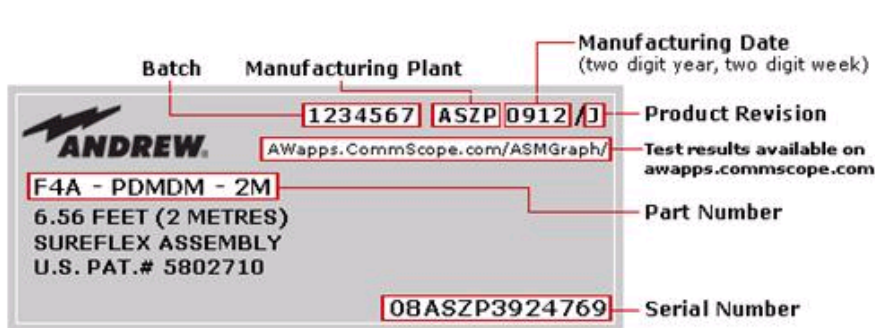 Manufacturing Date
(two digit year, two digit week)
Batch
Manufacturing Plant
1234567 ASZP 0912 /J
Product Revision
ANDREW.
AWapps.CommScope.com/ASMGraph/
Test results available on
awapps.commscope.com
F4A - PDMDM - 2M
Part Number
6.56 FEET (2 METRES)
SUREFLEX ASSEMBLY
U.S. PAT.# 5802710
08ASZP3924769
Serial Number